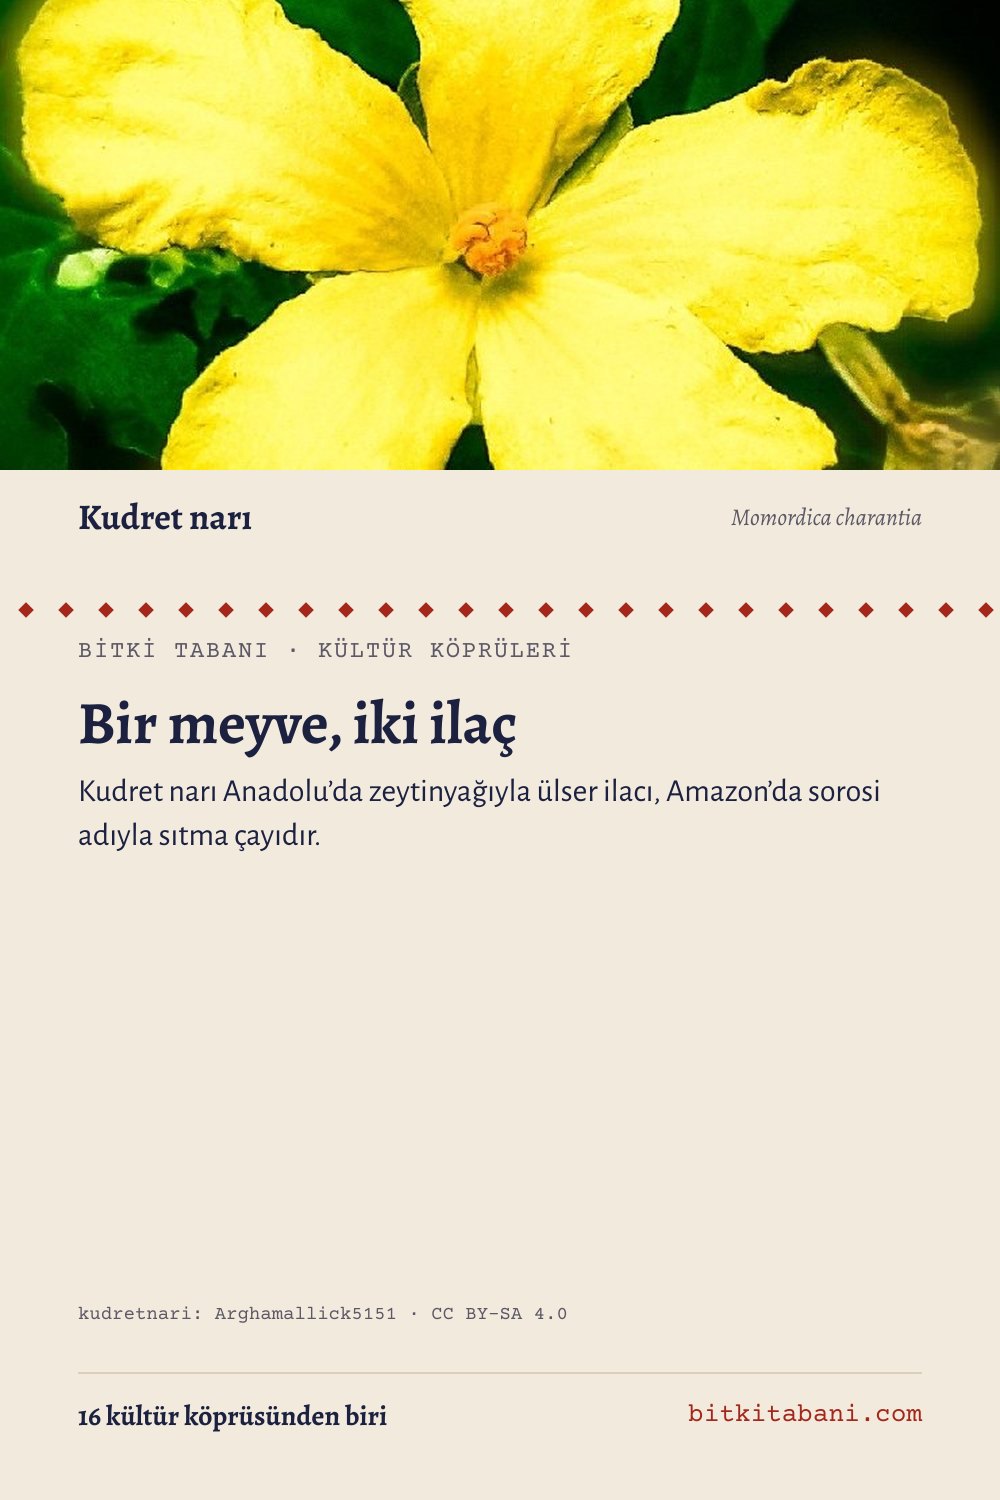 Kudret narı
Momordica charantia
BİTKİ TABANI · KÜLTÜR KÖPRÜLERİ
Bir meyve, iki ilaç
Kudret narı Anadolu’da zeytinyağıyla ülser ilacı, Amazon’da sorosi
adıyla sıtma çayıdır.
kudretnari: Arghamallick5151 · CC BY-SA 4.0
16 kültür köprüsünden biri
bitkitabani.com